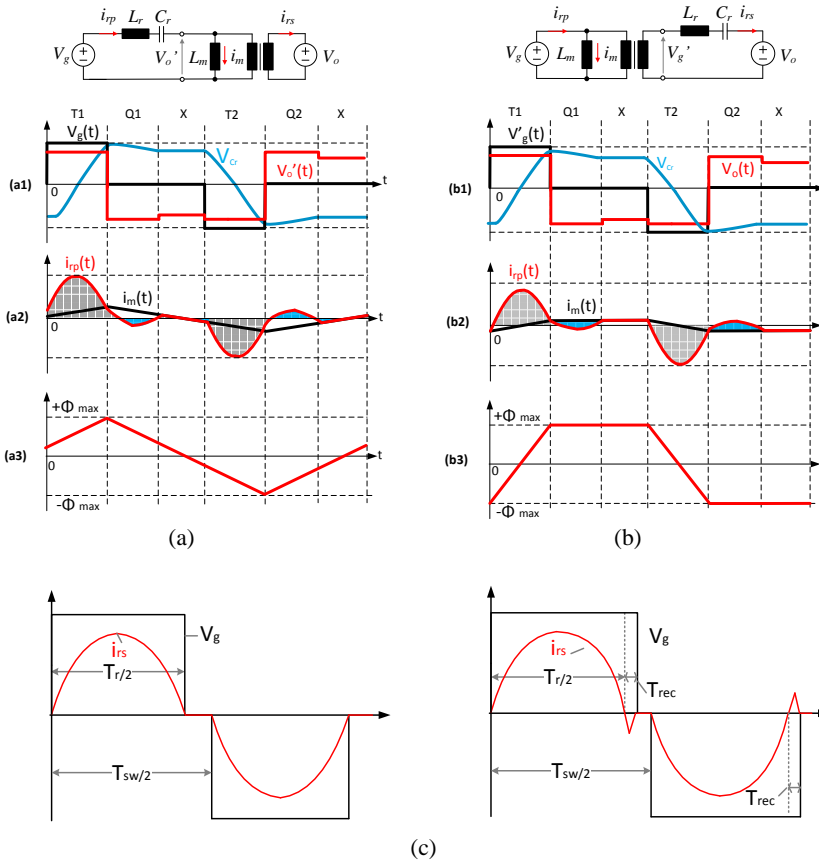 i_rp L_r C_r i_rs
V_g V_o' L_m i_m V_o
i_rp L_r C_r i_rs
V_g L_m i_m V_g' V_o
T1 Q1 X T2 Q2 X
V_g(t) V_Cr V_o'(t) t
(a1) 0
i_rp(t) i_m(t) t
(a2) 0
+Φ max
(a3) 0 t
-Φ max
(a)
T1 Q1 X T2 Q2 X
V'_g(t) V_Cr V_o(t) t
(b1) 0
i_rp(t) i_m(t) t
(b2) 0
+Φ max
(b3) 0 t
-Φ max
(b)
V_g
i_rs
T_r/2
T_sw/2
V_g
i_rs
T_r/2
T_rec
T_sw/2
T_rec
(c)